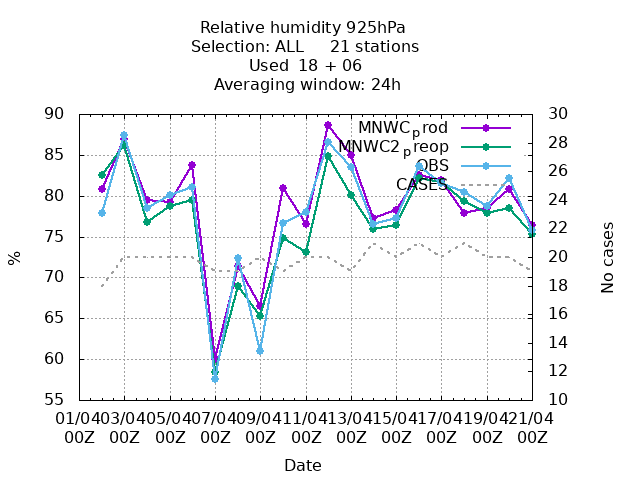 Relative humidity 925hPa
Selection: ALL 21 stations
Used 18 + 06
Averaging window: 24h
90
85
80
75
70
65
60
55
30
28
26
24
22
20
18
16
14
12
10
MNWC_prod
MNWC2_preop
OBS
CASES
%
No cases
01/04 03/04 05/04 07/04 09/04 11/04 13/04 15/04 17/04 19/04 21/04
00Z 00Z 00Z 00Z 00Z 00Z 00Z 00Z 00Z 00Z 00Z
Date